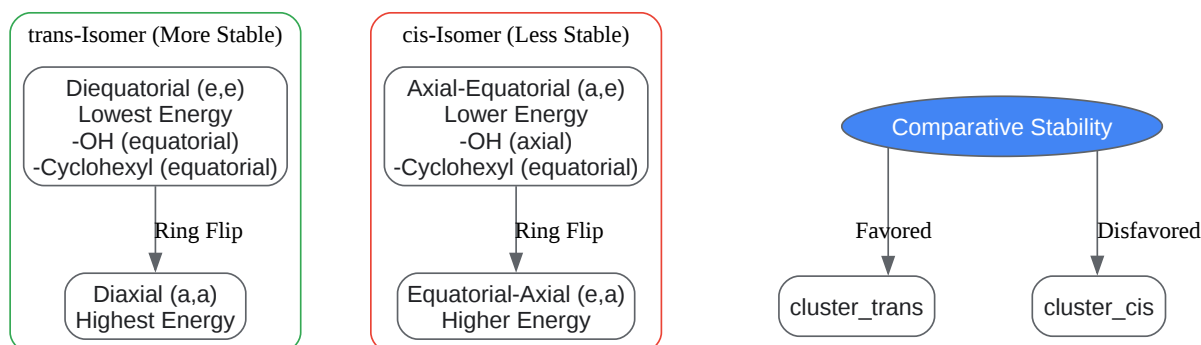 trans-Isomer (More Stable)
Diequatorial (e,e)
Lowest Energy
-OH (equatorial)
-Cyclohexyl (equatorial)
Ring Flip
Diaxial (a,a)
Highest Energy
cis-Isomer (Less Stable)
Axial-Equatorial (a,e)
Lower Energy
-OH (axial)
-Cyclohexyl (equatorial)
Ring Flip
Equatorial-Axial (e,a)
Higher Energy
Comparative Stability
Favored
Disfavored
cluster_trans
cluster_cis